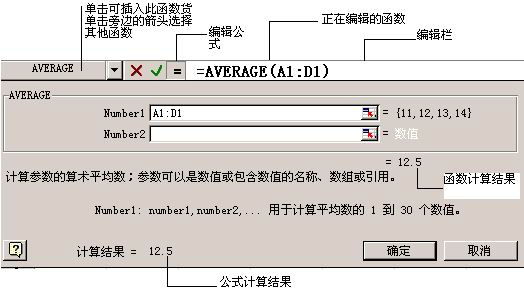 单击可插入此函数货
单击旁边的箭头选择
其他函数
编辑公
式
正在编辑的函数
编辑栏
AVERAGE
=
=AVERAGE(A1:D1)
AVERAGE
Number1 A1:D1 = {11,12,13,14}
Number2 = 数值
= 12.5
计算参数的算术平均数；参数可以是数值或包含数值的名称、数组或引用。
函数计算结果
Number1: number1,number2,... 用于计算平均数的 1 到 30 个数值。
? 计算结果 = 12.5 确定 取消
公式计算结果